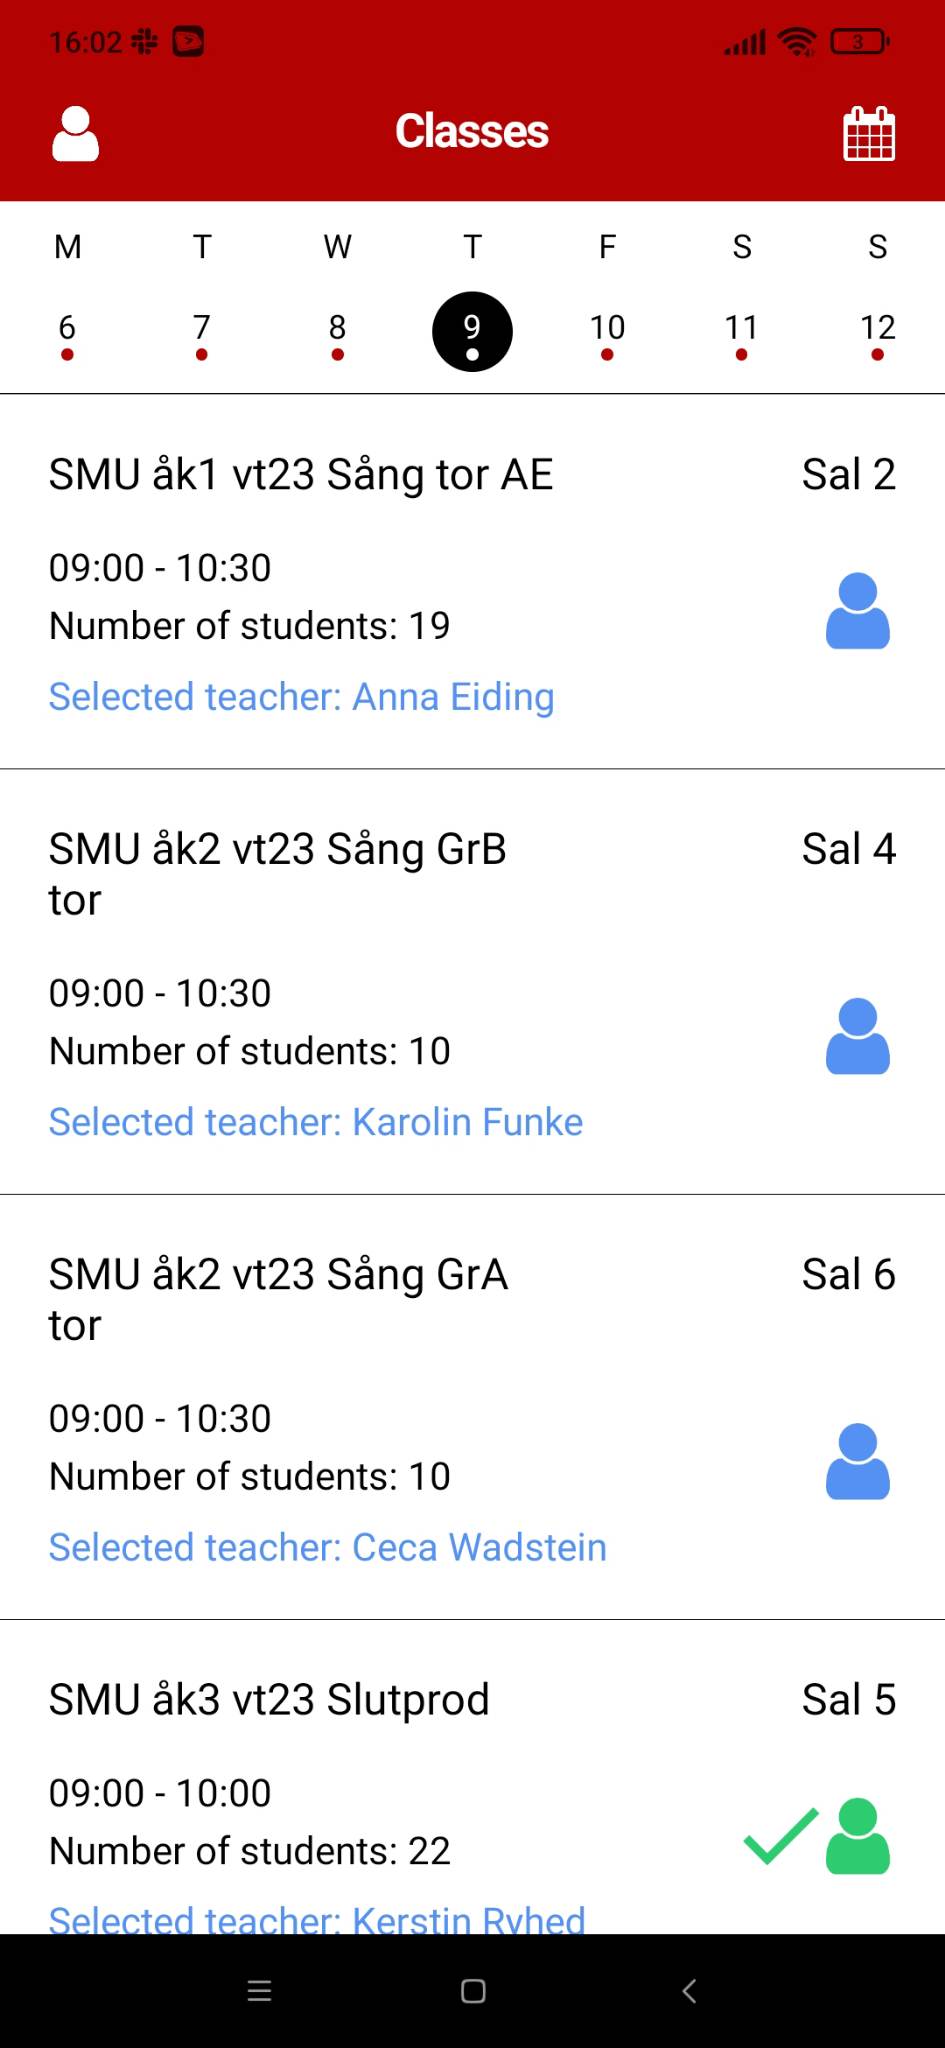 16:02
3
Classes
M T W T F S S
6 7 8 9 10 11 12
SMU åk1 vt23 Sång tor AE Sal 2
09:00 - 10:30
Number of students: 19
Selected teacher: Anna Eiding
SMU åk2 vt23 Sång GrB Sal 4
tor
09:00 - 10:30
Number of students: 10
Selected teacher: Karolin Funke
SMU åk2 vt23 Sång GrA Sal 6
tor
09:00 - 10:30
Number of students: 10
Selected teacher: Ceca Wadstein
SMU åk3 vt23 Slutprod Sal 5
09:00 - 10:00
Number of students: 22
Selected teacher: Kerstin Ryhed